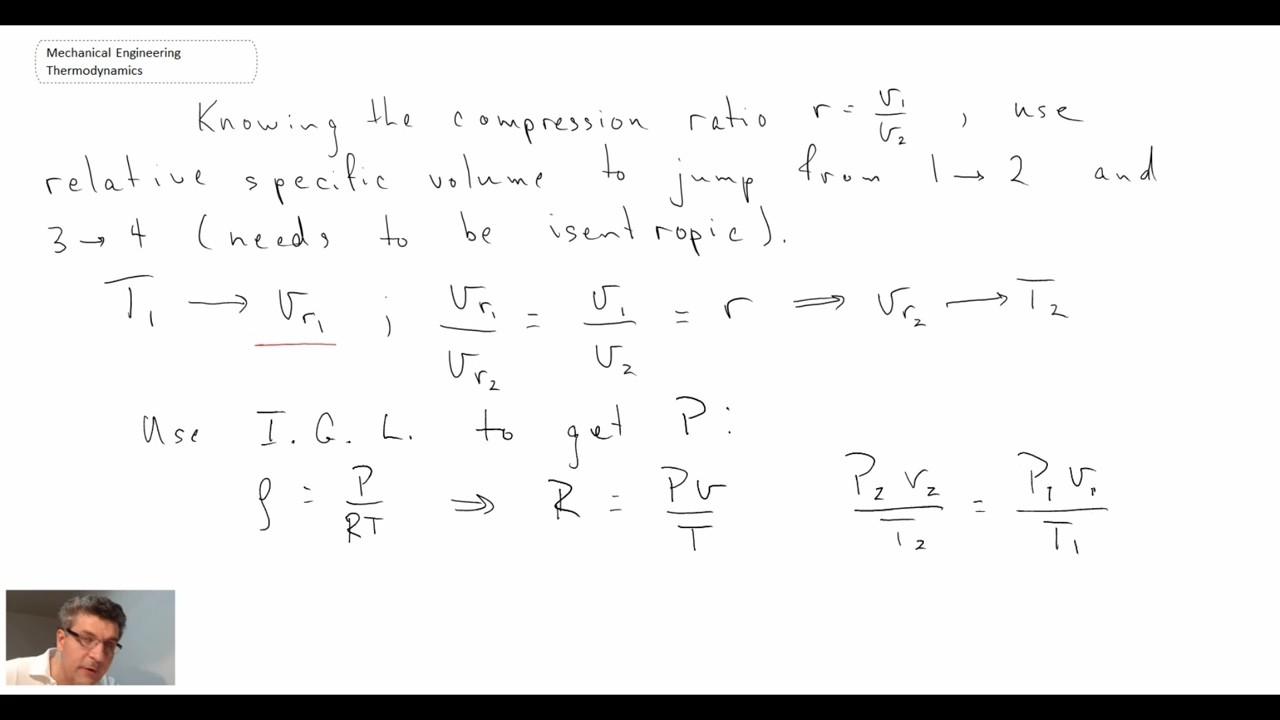 Mechanical Engineering
Thermodynamics
Knowing the compression ratio r = v₁/v₂ , use
relative specific volume to jump from 1 → 2 and
3 → 4 (needs to be isentropic).
T₁ → vᵣ₁ ; vᵣ₁/vᵣ₂ = v₁/v₂ = r ⇒ vᵣ₂ → T₂
Use I.G.L. to get P:
ρ = P/RT ⇒ R = Pv/T P₂v₂/T₂ = P₁v₁/T₁